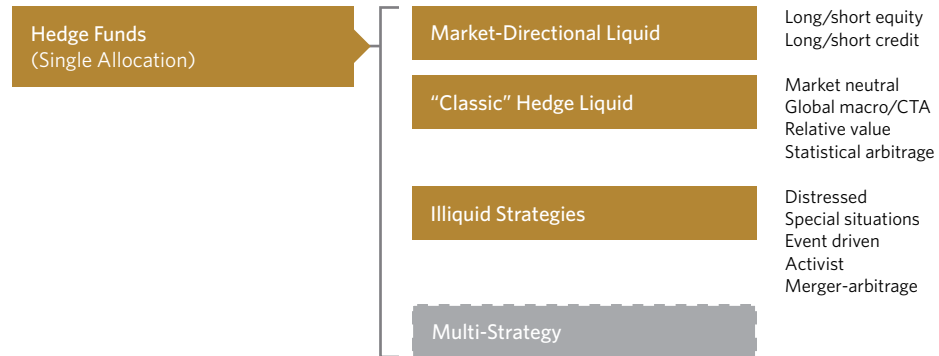 Hedge Funds
(Single Allocation)
Market-Directional Liquid
Long/short equity
Long/short credit
“Classic” Hedge Liquid
Market neutral
Global macro/CTA
Relative value
Statistical arbitrage
Illiquid Strategies
Distressed
Special situations
Event driven
Activist
Merger-arbitrage
Multi-Strategy